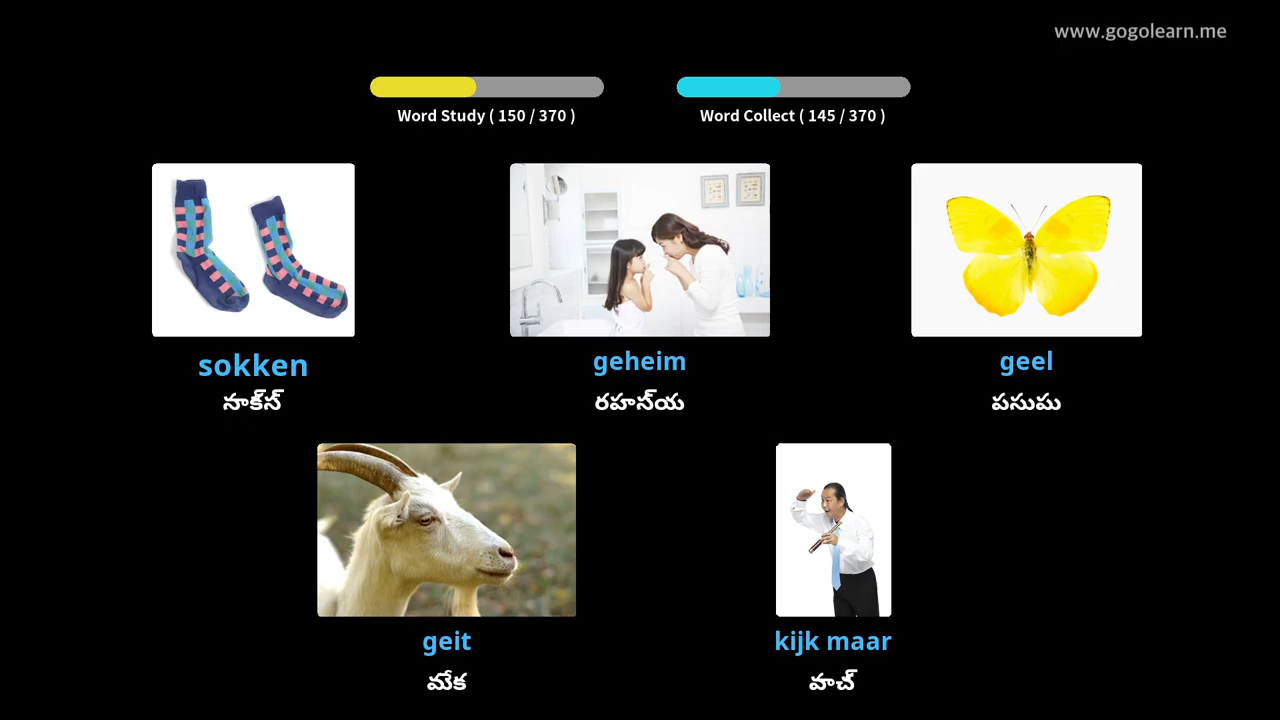 www.gogolearn.me
Word Study ( 150 / 370 )
Word Collect ( 145 / 370 )
sokken
geheim
geel
సాక్‌స్
రహస్‌య
పసుపు
geit
kijk maar
మేక
వాచ్